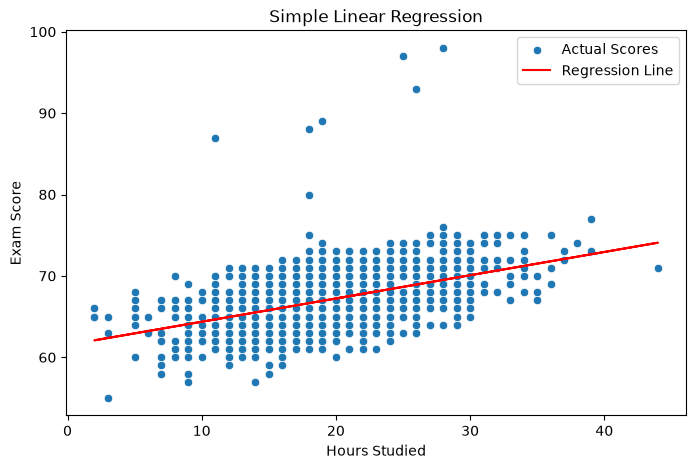 Simple Linear Regression
Actual Scores
Regression Line
100
90
80
70
60
Exam Score
0
10
20
30
40
Hours Studied